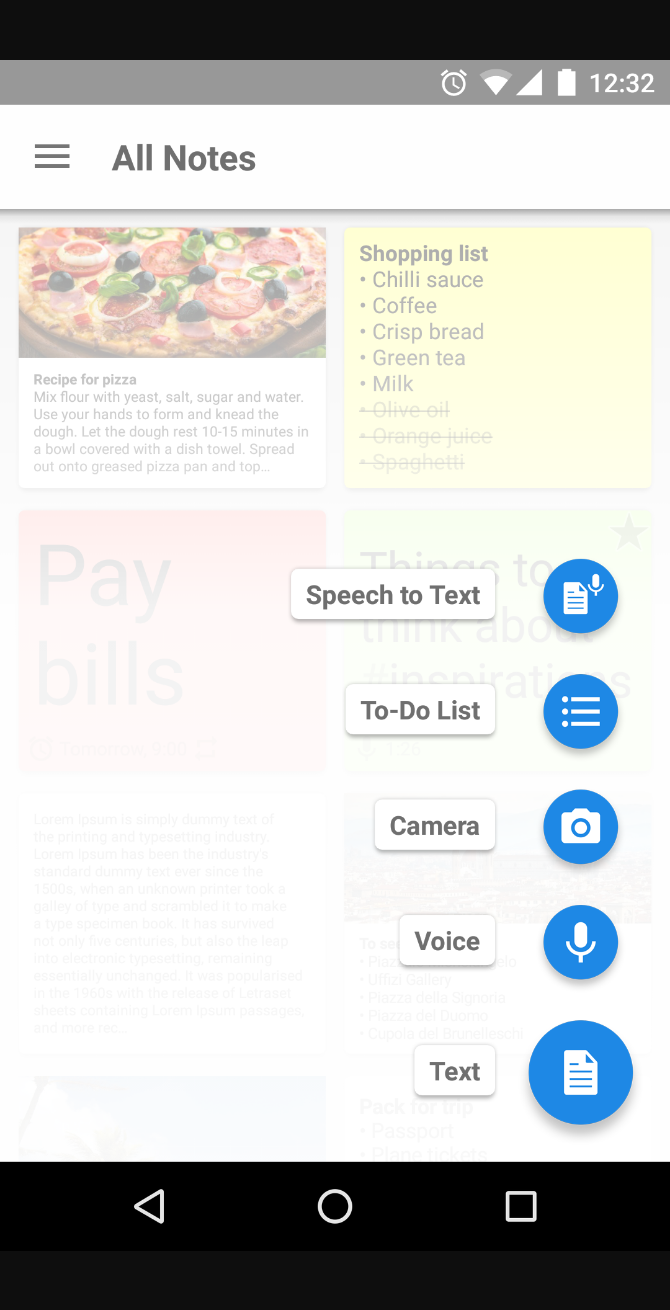 12:32
All Notes
Recipe for pizza
Mix flour with yeast, salt, sugar and water.
Use your hands to form and knead the
dough. Let the dough rest 10-15 minutes in
a bowl covered with a dish towel. Spread
out onto greased pizza pan and top...
Shopping list
• Chilli sauce
• Coffee
• Crisp bread
• Green tea
• Milk
• Olive oil
• Orange juice
• Spaghetti
Pay
bills
Tomorrow, 9:00
Things to
think about
#inspirations
1:26
Speech to Text
To-Do List
Camera
Voice
Text
Lorem Ipsum is simply dummy text of
the printing and typesetting industry.
Lorem Ipsum has been the industry's
standard dummy text ever since the
1500s, when an unknown printer took a
galley of type and scrambled it to make
a type specimen book. It has survived
not only five centuries, but also the leap
into electronic typesetting, remaining
essentially unchanged. It was popularised
in the 1960s with the release of Letraset
sheets containing Lorem Ipsum passages,
and more rec...
To
• Uffizi Gallery
• Piazza della Signoria
• Piazza del Duomo
• Cupola del Brunelleschi
Pack for trip
• Passport
• Plane tickets